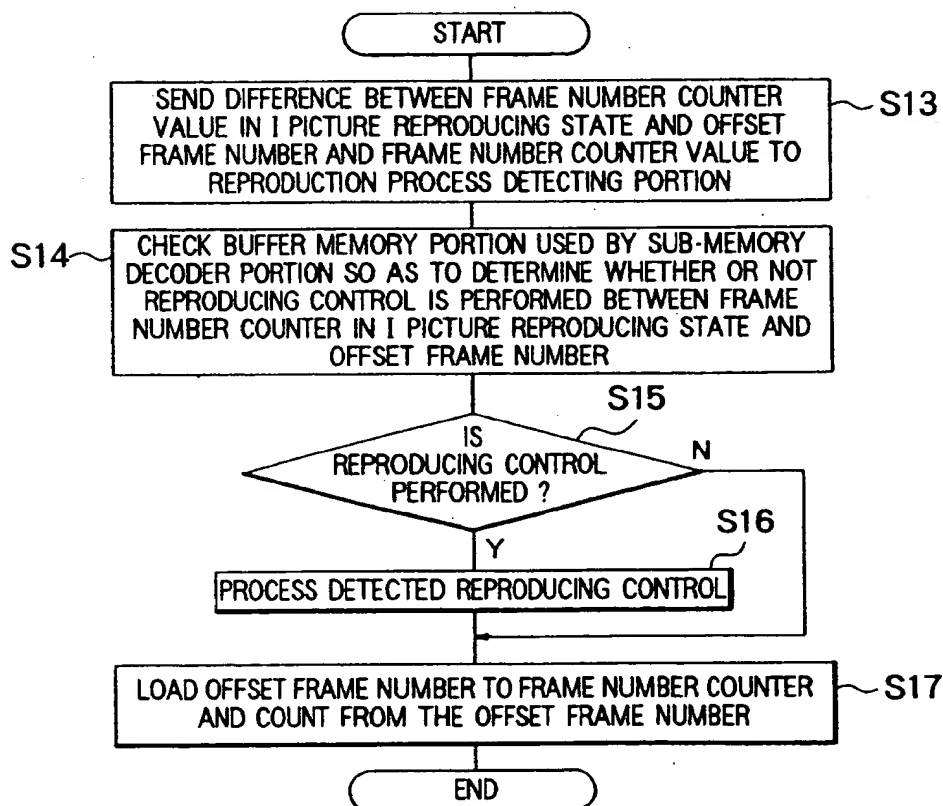 START
SEND DIFFERENCE BETWEEN FRAME NUMBER COUNTER
VALUE IN I PICTURE REPRODUCING STATE AND OFFSET
FRAME NUMBER AND FRAME NUMBER COUNTER VALUE TO
REPRODUCTION PROCESS DETECTING PORTION
S13
S14
CHECK BUFFER MEMORY PORTION USED BY SUB-MEMORY
DECODER PORTION SO AS TO DETERMINE WHETHER OR NOT
REPRODUCING CONTROL IS PERFORMED BETWEEN FRAME
NUMBER COUNTER IN I PICTURE REPRODUCING STATE AND
OFFSET FRAME NUMBER
S15
IS
REPRODUCING CONTROL
PERFORMED ?
N
Y
S16
PROCESS DETECTED REPRODUCING CONTROL
LOAD OFFSET FRAME NUMBER TO FRAME NUMBER COUNTER
AND COUNT FROM THE OFFSET FRAME NUMBER
S17
END